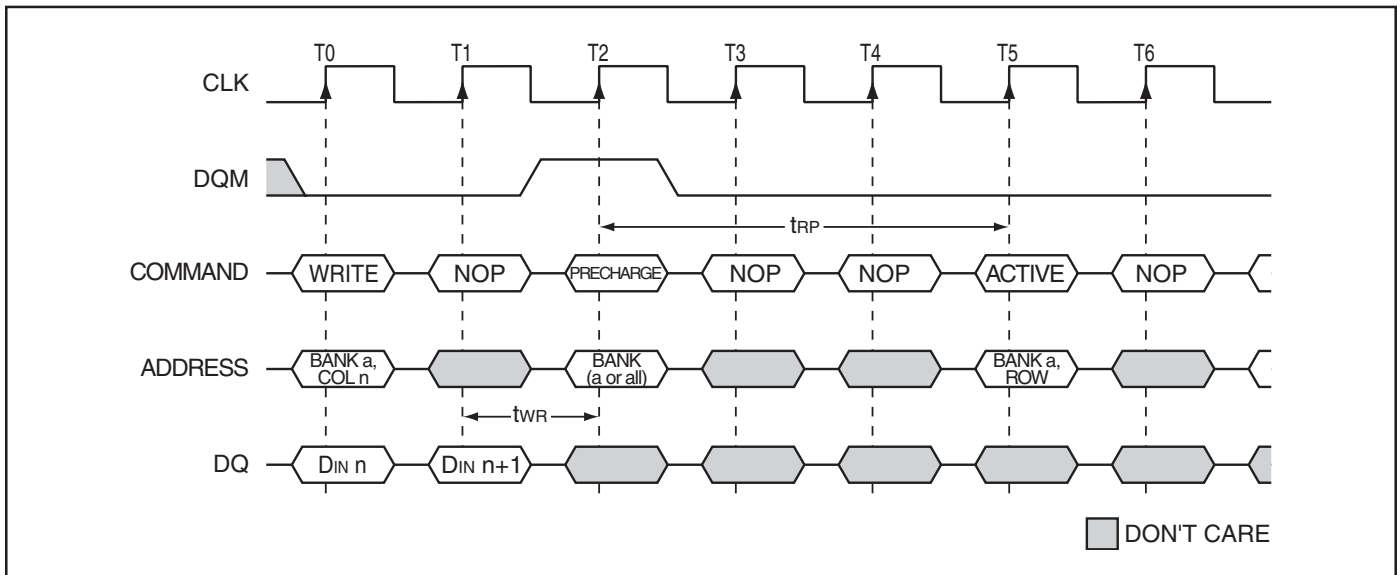 T0 T1 T2 T3 T4 T5 T6
CLK
DQM
tRP
COMMAND WRITE NOP PRECHARGE NOP NOP ACTIVE NOP
ADDRESS BANK a, COL n BANK (a or all) BANK a, ROW
tWR
DQ DIN n DIN n+1
DON'T CARE